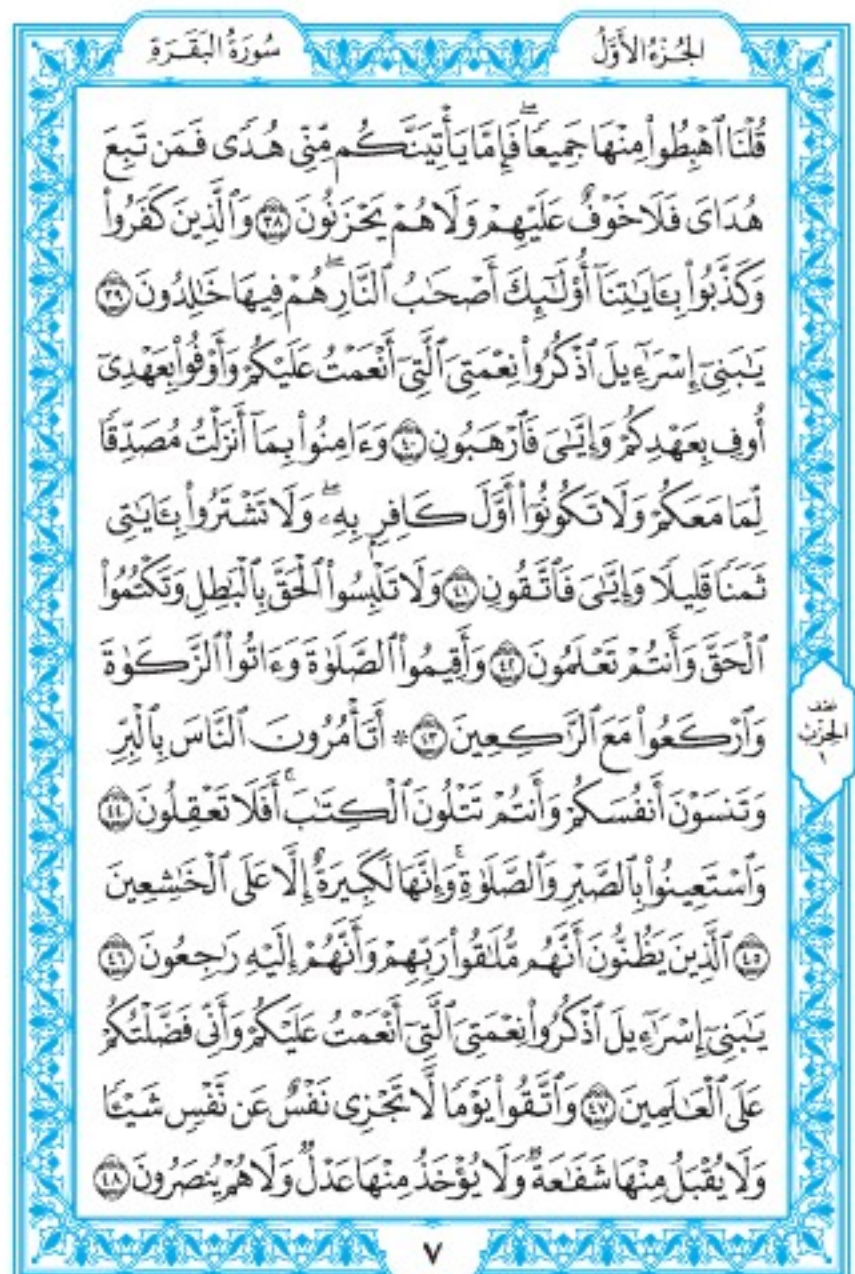 الجُزْءُ الأَوَّلُ
سُورَةُ البَقَرَةِ
قُلْنَا ٱهْبِطُوا۟ مِنْهَا جَمِيعًاۖ فَإِمَّا يَأْتِيَنَّكُم مِّنِّى هُدًى فَمَن تَبِعَ
هُدَاىَ فَلَا خَوْفٌ عَلَيْهِمْ وَلَا هُمْ يَحْزَنُونَ ٣٨ وَٱلَّذِينَ كَفَرُوا۟
وَكَذَّبُوا۟ بِـَٔايَـٰتِنَآ أُو۟لَـٰٓئِكَ أَصْحَـٰبُ ٱلنَّارِۖ هُمْ فِيهَا خَـٰلِدُونَ ٣٩
يَـٰبَنِىٓ إِسْرَٰٓءِيلَ ٱذْكُرُوا۟ نِعْمَتِىَ ٱلَّتِىٓ أَنْعَمْتُ عَلَيْكُمْ وَأَوْفُوا۟ بِعَهْدِىٓ
أُوفِ بِعَهْدِكُمْ وَإِيَّـٰىَ فَٱرْهَبُونِ ٤٠ وَءَامِنُوا۟ بِمَآ أَنزَلْتُ مُصَدِّقًا
لِّمَا مَعَكُمْ وَلَا تَكُونُوٓا۟ أَوَّلَ كَافِرٍۭ بِهِۦۖ وَلَا تَشْتَرُوا۟ بِـَٔايَـٰتِى
ثَمَنًا قَلِيلًا وَإِيَّـٰىَ فَٱتَّقُونِ ٤١ وَلَا تَلْبِسُوا۟ ٱلْحَقَّ بِٱلْبَـٰطِلِ وَتَكْتُمُوا۟
ٱلْحَقَّ وَأَنتُمْ تَعْلَمُونَ ٤٢ وَأَقِيمُوا۟ ٱلصَّلَوٰةَ وَءَاتُوا۟ ٱلزَّكَوٰةَ
وَٱرْكَعُوا۟ مَعَ ٱلرَّٰكِعِينَ ٤٣ * أَتَأْمُرُونَ ٱلنَّاسَ بِٱلْبِرِّ
وَتَنسَوْنَ أَنفُسَكُمْ وَأَنتُمْ تَتْلُونَ ٱلْكِتَـٰبَۚ أَفَلَا تَعْقِلُونَ ٤٤
وَٱسْتَعِينُوا۟ بِٱلصَّبْرِ وَٱلصَّلَوٰةِۚ وَإِنَّهَا لَكَبِيرَةٌ إِلَّا عَلَى ٱلْخَـٰشِعِينَ
٤٥ ٱلَّذِينَ يَظُنُّونَ أَنَّهُم مُّلَـٰقُوا۟ رَبِّهِمْ وَأَنَّهُمْ إِلَيْهِ رَٰجِعُونَ ٤٦
يَـٰبَنِىٓ إِسْرَٰٓءِيلَ ٱذْكُرُوا۟ نِعْمَتِىَ ٱلَّتِىٓ أَنْعَمْتُ عَلَيْكُمْ وَأَنِّى فَضَّلْتُكُمْ
عَلَى ٱلْعَـٰلَمِينَ ٤٧ وَٱتَّقُوا۟ يَوْمًا لَّا تَجْزِى نَفْسٌ عَن نَّفْسٍ شَيْـًٔا
وَلَا يُقْبَلُ مِنْهَا شَفَـٰعَةٌ وَلَا يُؤْخَذُ مِنْهَا عَدْلٌ وَلَا هُمْ يُنصَرُونَ ٤٨
نصف
الحِزْب
١
٧